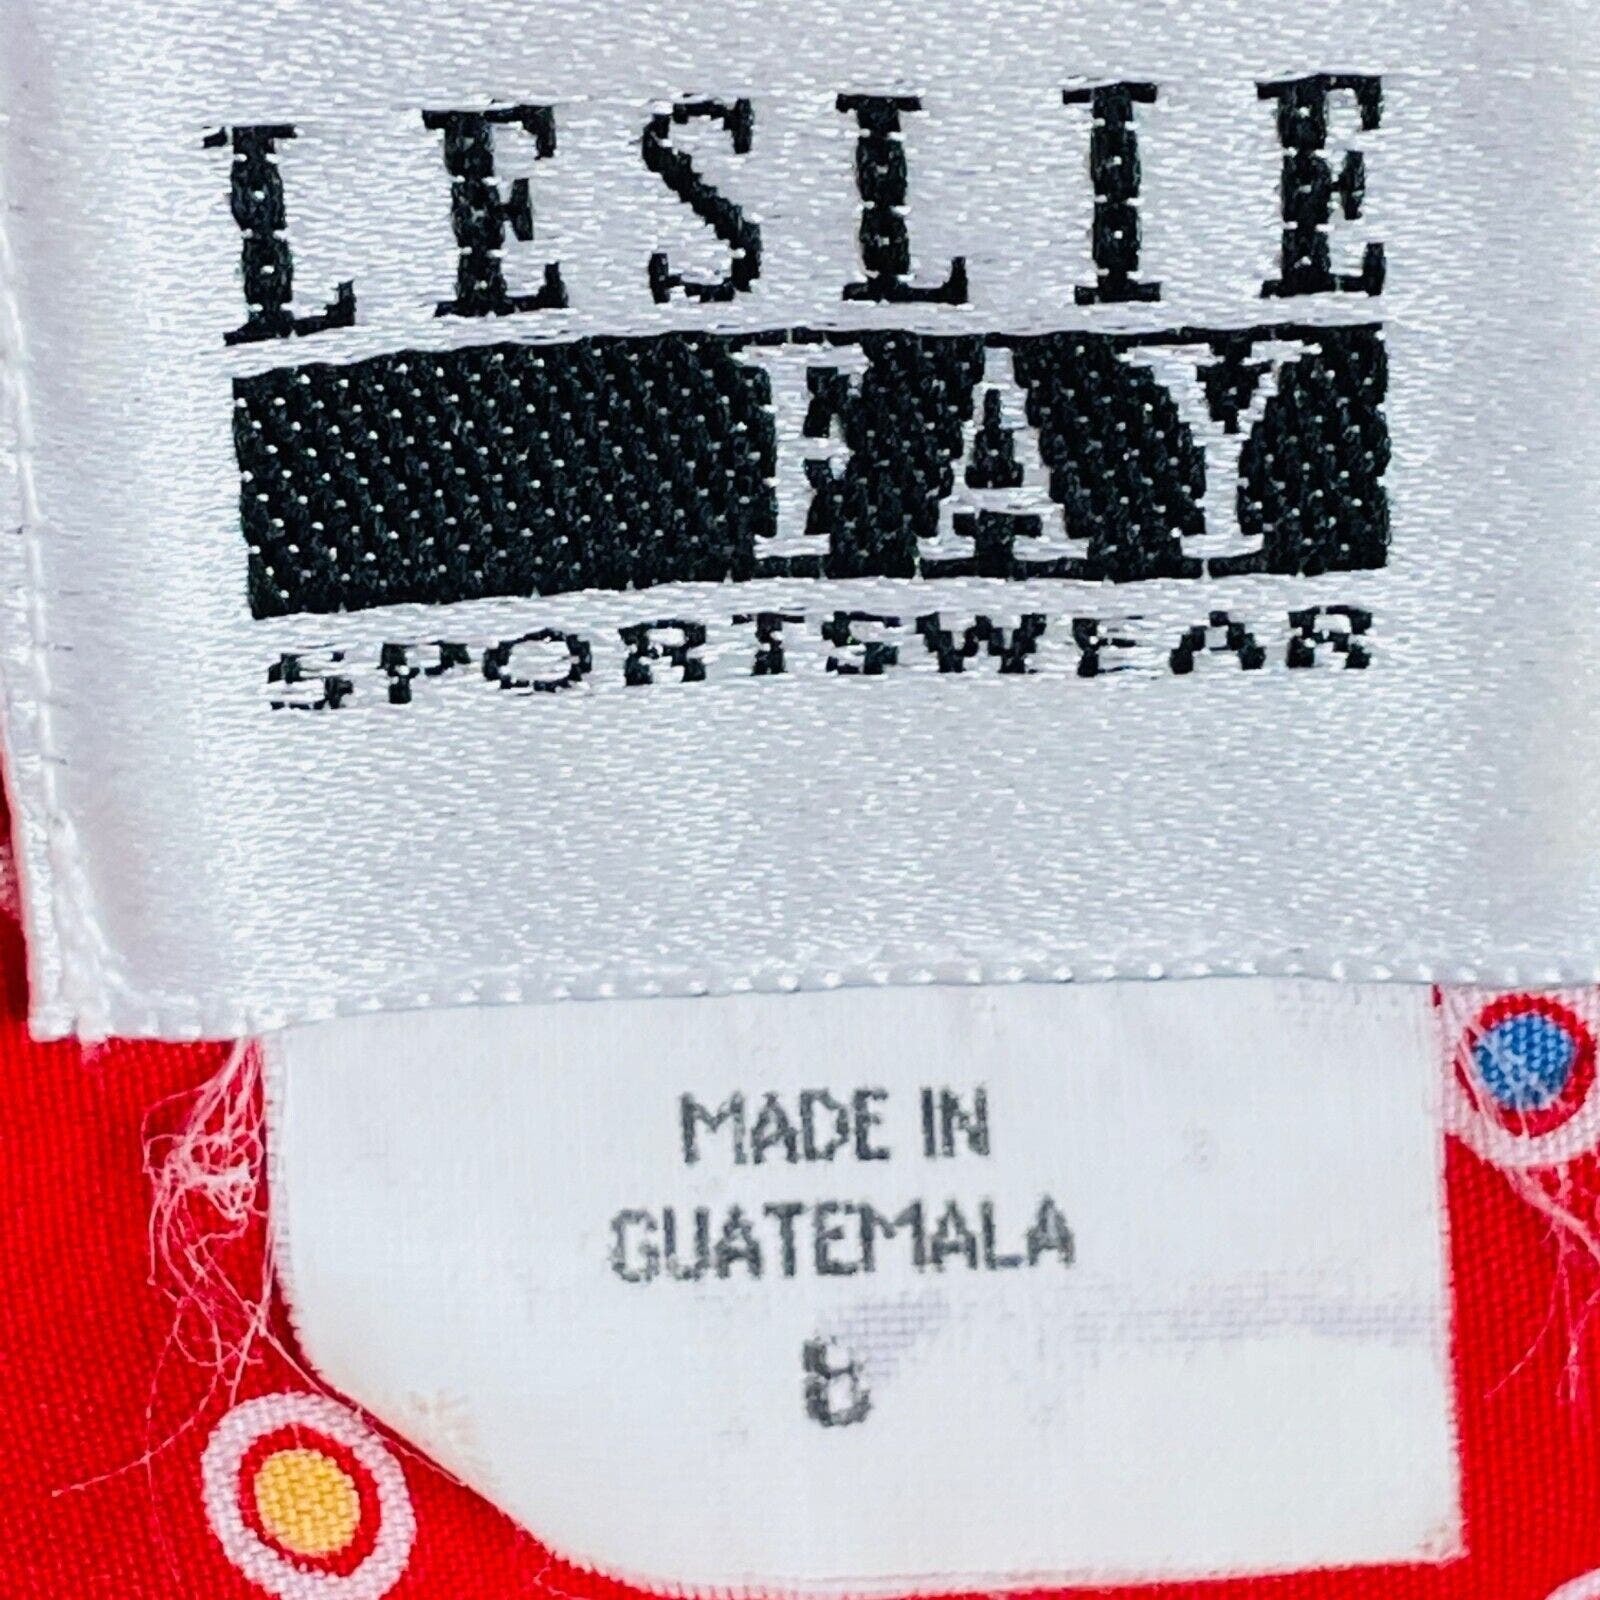 LESLIE
FAY
SPORTSWEAR
MADE IN
GUATEMALA
8